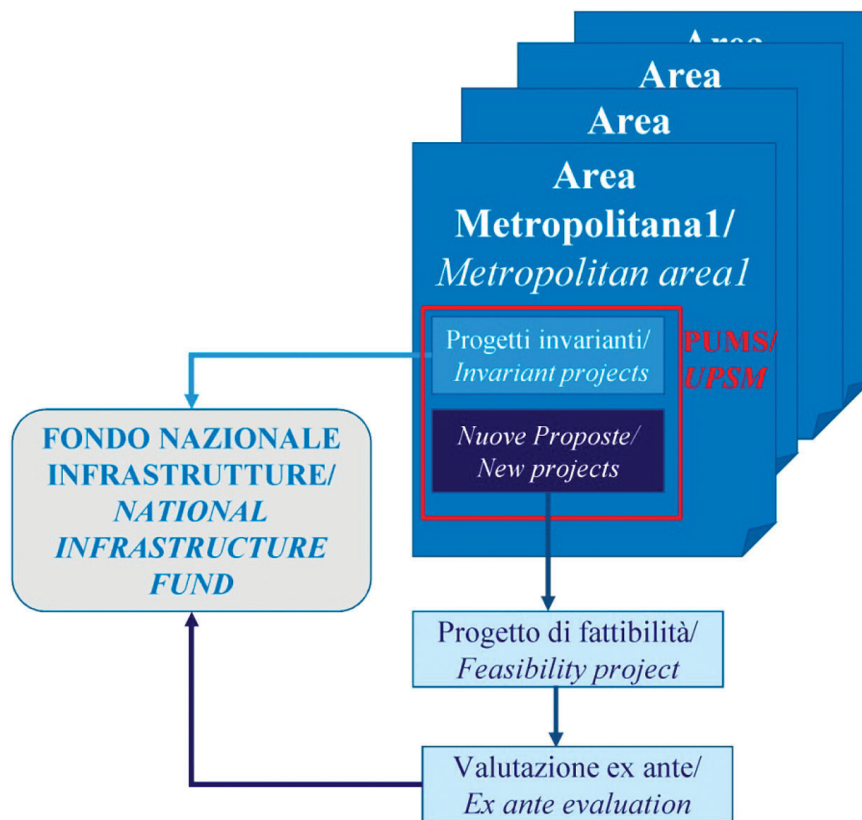 Area
Area
Area
Area
Metropolitana1/
Metropolitan area1
Progetti invarianti/
Invariant projects
PUMS/
UPSM
Nuove Proposte/
New projects
FONDO NAZIONALE
INFRASTRUTTURE/
NATIONAL
INFRASTRUCTURE
FUND
Progetto di fattibilità/
Feasibility project
Valutazione ex ante/
Ex ante evaluation